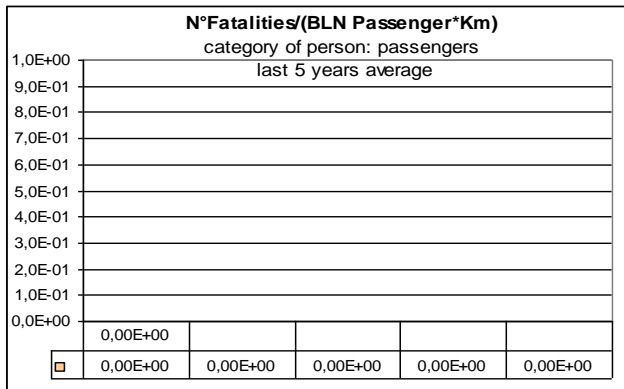 N°Fatalities/(BLN Passenger*Km)
category of person: passengers
last 5 years average
1,0E+00
9,0E-01
8,0E-01
7,0E-01
6,0E-01
5,0E-01
4,0E-01
3,0E-01
2,0E-01
1,0E-01
0,0E+00
0,00E+00
0,00E+00 0,00E+00 0,00E+00 0,00E+00 0,00E+00